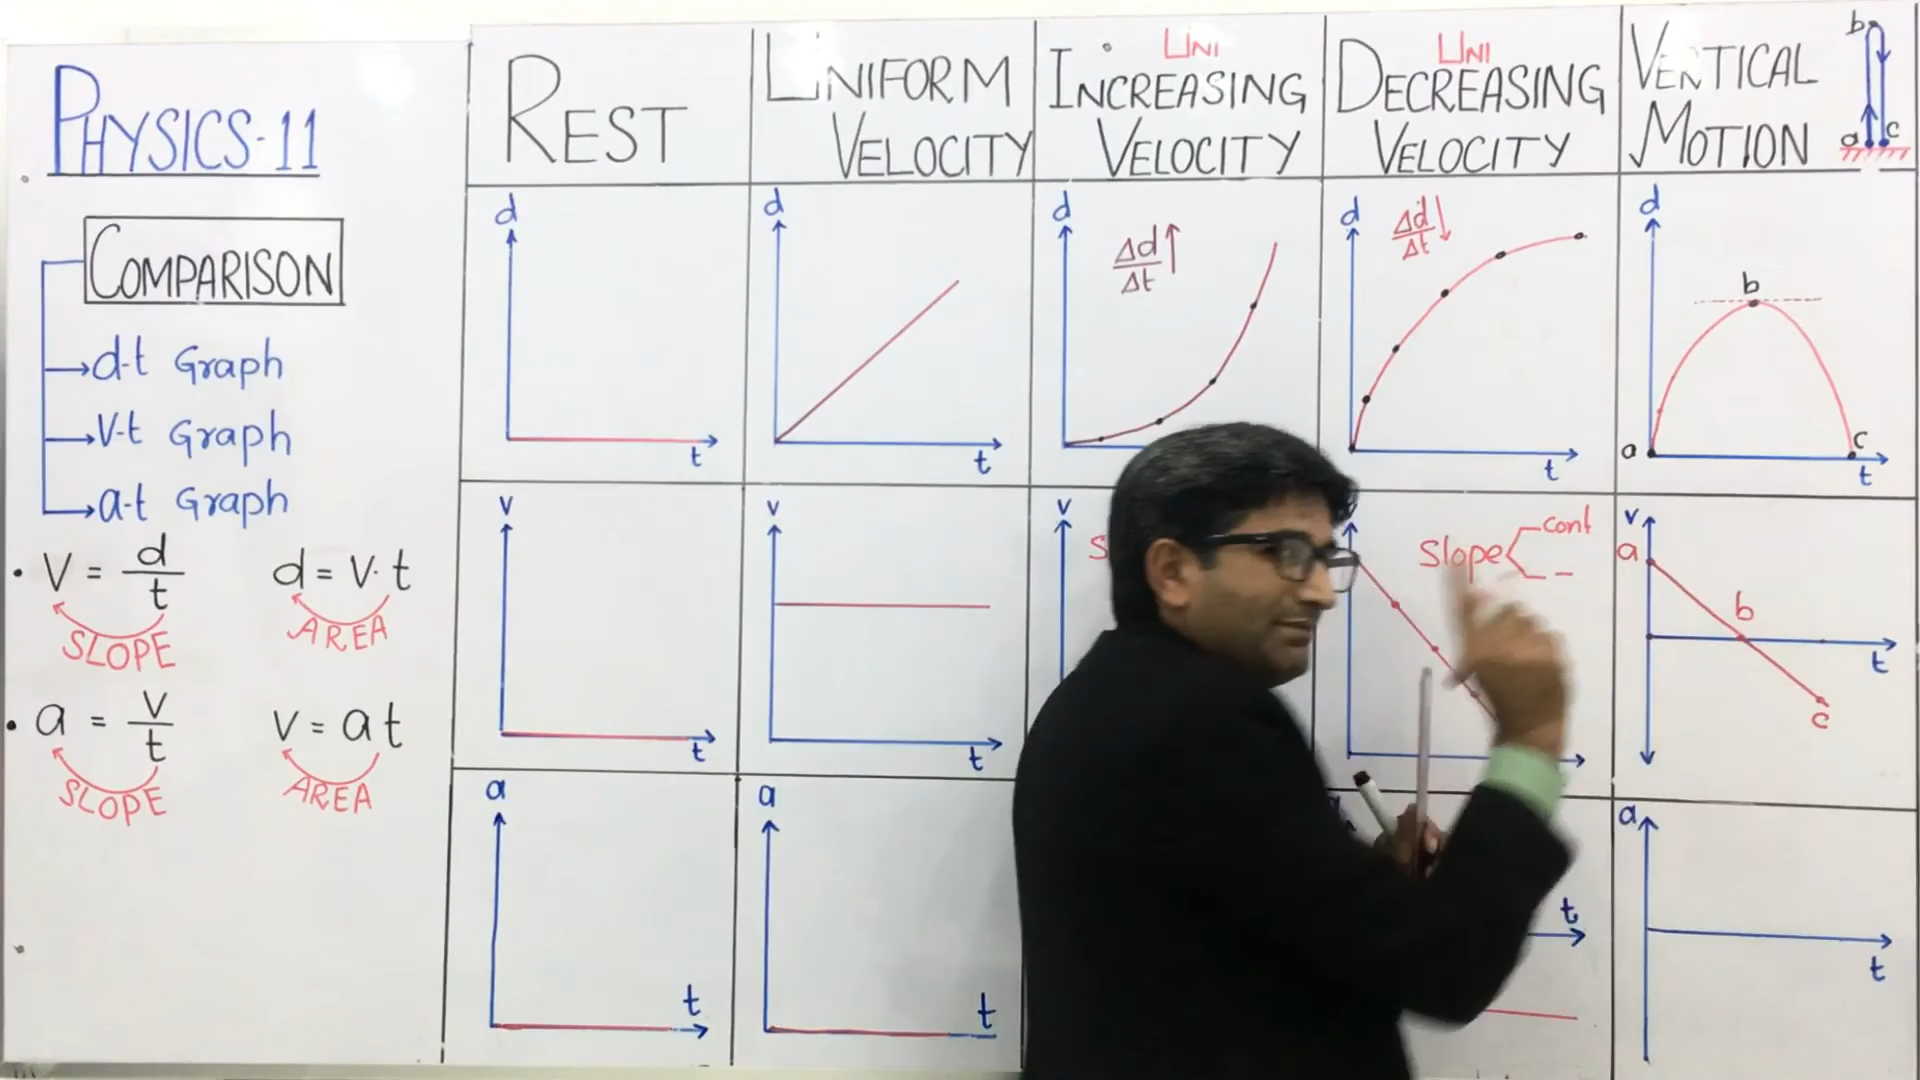 PHYSICS-11
COMPARISON
d-t Graph
v-t Graph
a-t Graph
v = d/t
SLOPE
d = v·t
AREA
a = v/t
SLOPE
v = at
AREA
REST
UNIFORM
VELOCITY
UNI
INCREASING
VELOCITY
UNI
DECREASING
VELOCITY
VERTICAL
MOTION
b
a
c
d
t
d
t
d
Δd/Δt
d
Δd/Δt
t
d
b
a
c
t
v
t
v
t
v
S
Slope
cont
-
t
v
a
b
c
t
a
t
a
t
t
a
t